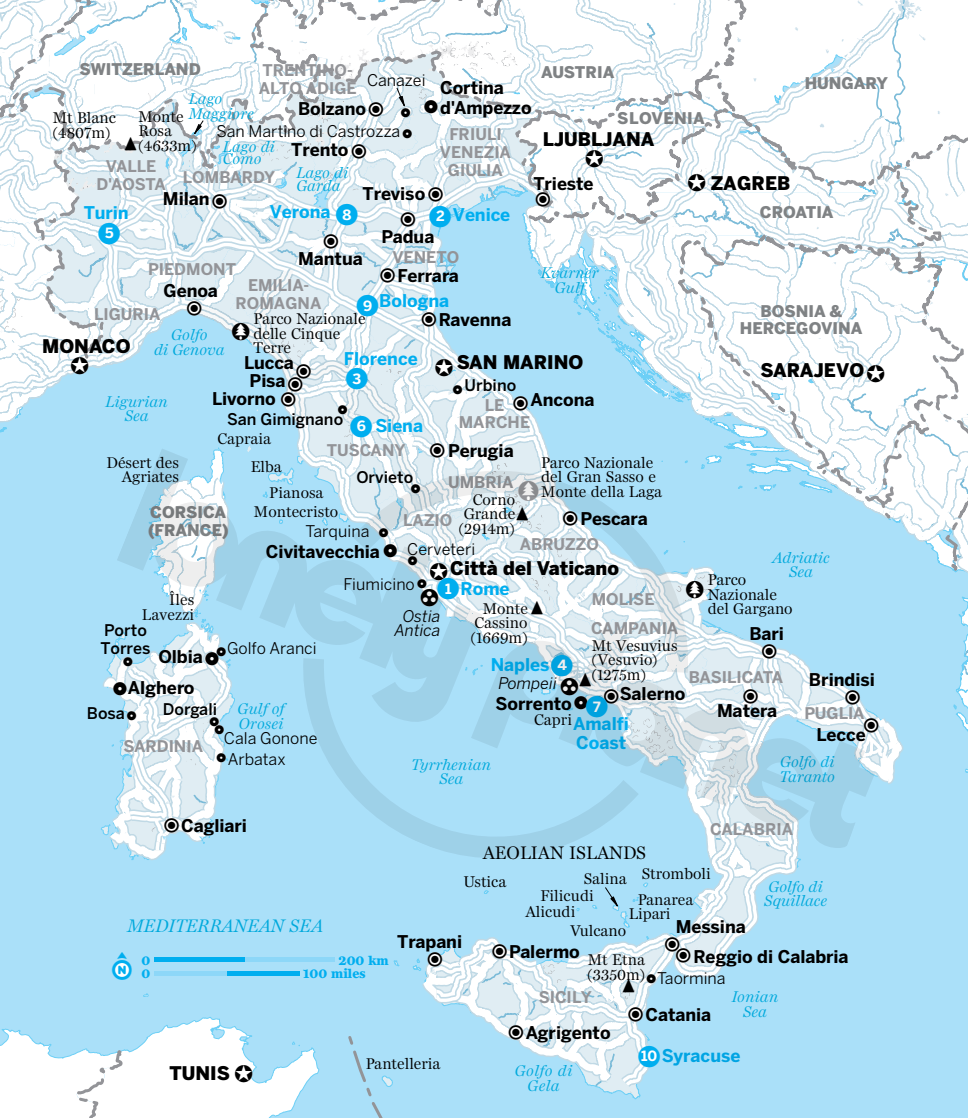 SWITZERLAND
TRENTINO-
ALTO ADIGE
Canazei
Cortina
d'Ampezzo
AUSTRIA
HUNGARY
Lago
Maggiore
Mt Blanc
(4807m)
Monte
Rosa
(4633m)
Bolzano
San Martino di Castrozza
Lago di
Como
Trento
FRIULI
VENEZIA
GIULIA
SLOVENIA
LJUBLJANA
VALLE
D'AOSTA
LOMBARDY
Lago di
Garda
Milan
Treviso
Trieste
ZAGREB
CROATIA
Turin
5
Verona
8
2
Venice
Padua
Mantua
VENETO
PIEDMONT
Ferrara
Kvarner
Gulf
Genoa
EMILIA-
ROMAGNA
9
Bologna
LIGURIA
Parco Nazionale
delle Cinque
Terre
Ravenna
BOSNIA &
HERCEGOVINA
Golfo
di Genova
MONACO
Florence
3
SAN MARINO
SARAJEVO
Lucca
Pisa
Livorno
Urbino
Ligurian
Sea
LE
MARCHE
Ancona
San Gimignano
6
Siena
Capraia
TUSCANY
Perugia
Désert des
Agriates
Elba
Orvieto
UMBRIA
Parco Nazionale
del Gran Sasso e
Monte della Laga
Pianosa
Montecristo
Corno
Grande
(2914m)
CORSICA
(FRANCE)
LAZIO
Pescara
Tarquina
ABRUZZO
Civitavecchia
Cerveteri
Adriatic
Sea
Città del Vaticano
Fiumicino
1
Rome
Parco
Nazionale
del Gargano
Îles
Lavezzi
Ostia
Antica
Monte
Cassino
(1669m)
MOLISE
CAMPANIA
Porto
Torres
Bari
Olbia
Golfo Aranci
Naples
4
Mt Vesuvius
(Vesuvio)
(1275m)
Alghero
Pompeii
BASILICATA
Brindisi
Bosa
Dorgali
Gulf of
Orosei
Sorrento
Salerno
Matera
PUGLIA
Capri
7
Amalfi
Coast
Lecce
Cala Gonone
SARDINIA
Arbatax
Tyrrhenian
Sea
Golfo di
Taranto
Cagliari
CALABRIA
AEOLIAN ISLANDS
Ustica
Salina
Stromboli
Filicudi
Alicudi
Panarea
Lipari
Golfo di
Squillace
Vulcano
MEDITERRANEAN SEA
Messina
Trapani
Palermo
Reggio di Calabria
N
0
200 km
0
100 miles
Mt Etna
(3350m)
Taormina
SICILY
Ionian
Sea
Catania
Agrigento
10
Syracuse
Pantelleria
Golfo di
Gela
TUNIS